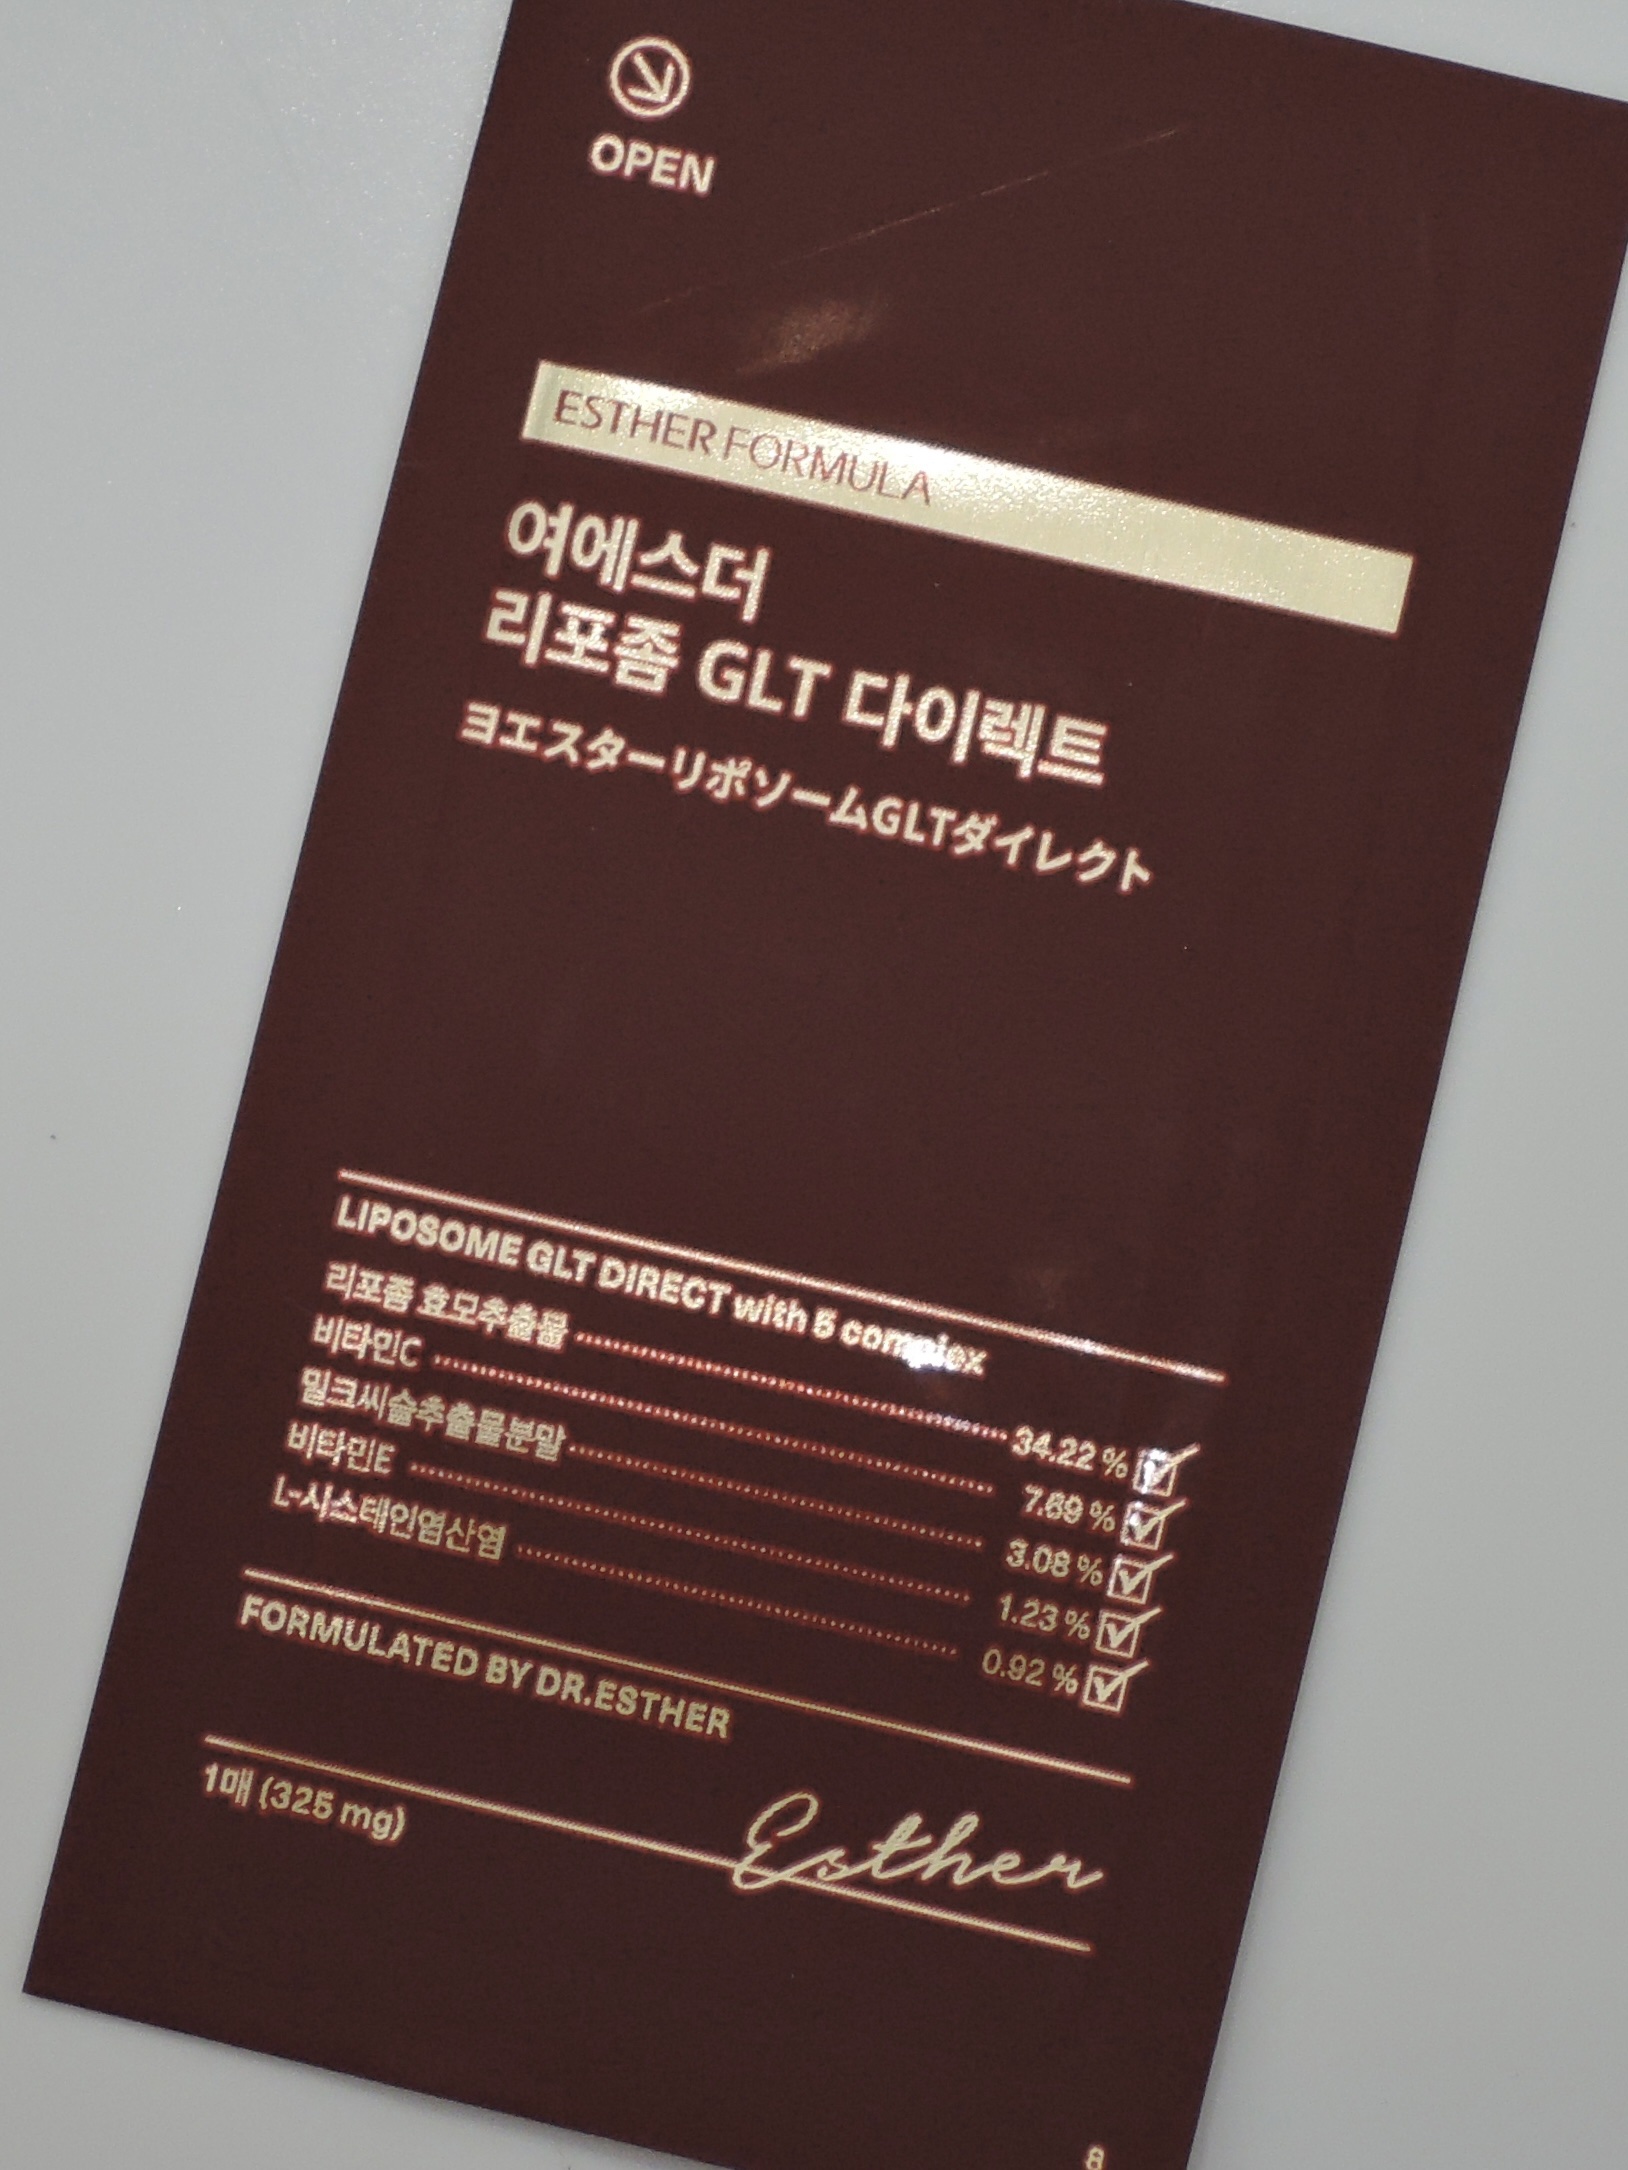 OPEN
ESTHER FORMULA
여에스더
리포좀 GLT 다이렉트
ヨエスターリポソームGLTダイレクト
LIPOSOME GLT DIRECT with 5 complex
리포좀 효모추출물 34.22 %
비타민C 7.69 %
밀크씨슬추출물분말 3.08 %
비타민E 1.23 %
L-시스테인염산염 0.92 %
FORMULATED BY DR.ESTHER
1매 (325 mg)
Esther
8